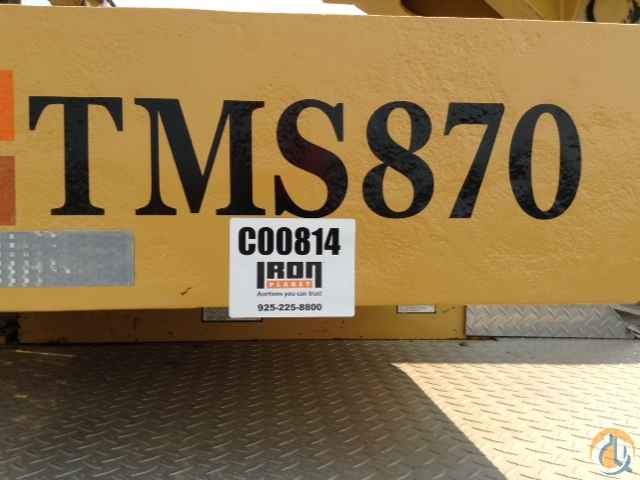 TMS870
C00814
IRON
PLANET
Auctions you can trust
925-225-8800